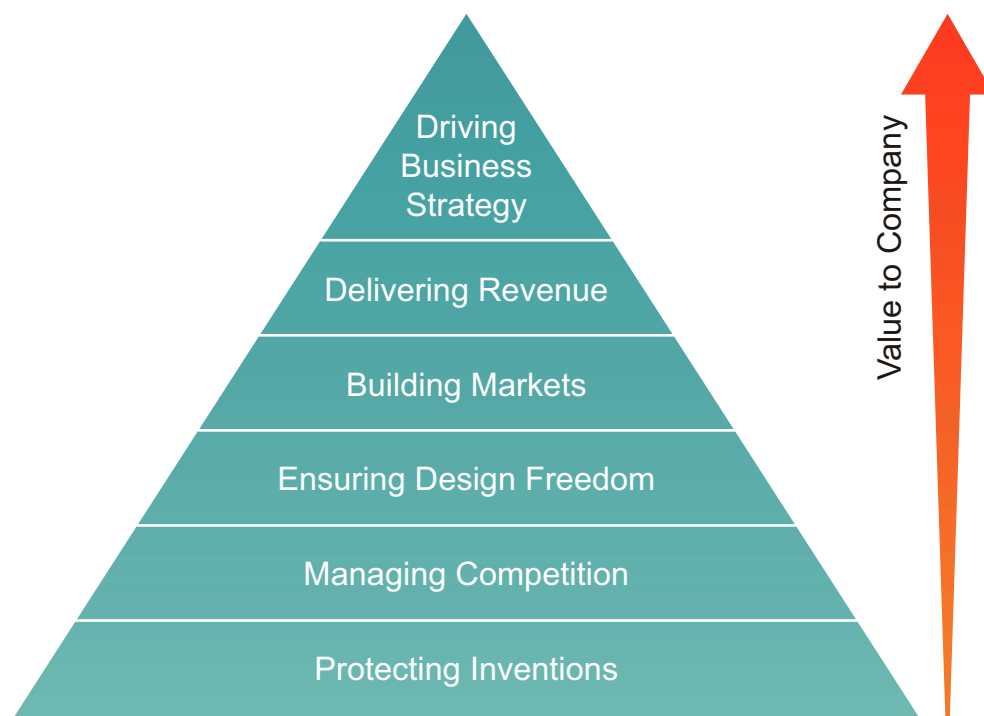 Driving
Business
Strategy
Delivering Revenue
Building Markets
Ensuring Design Freedom
Managing Competition
Protecting Inventions
Value to Company